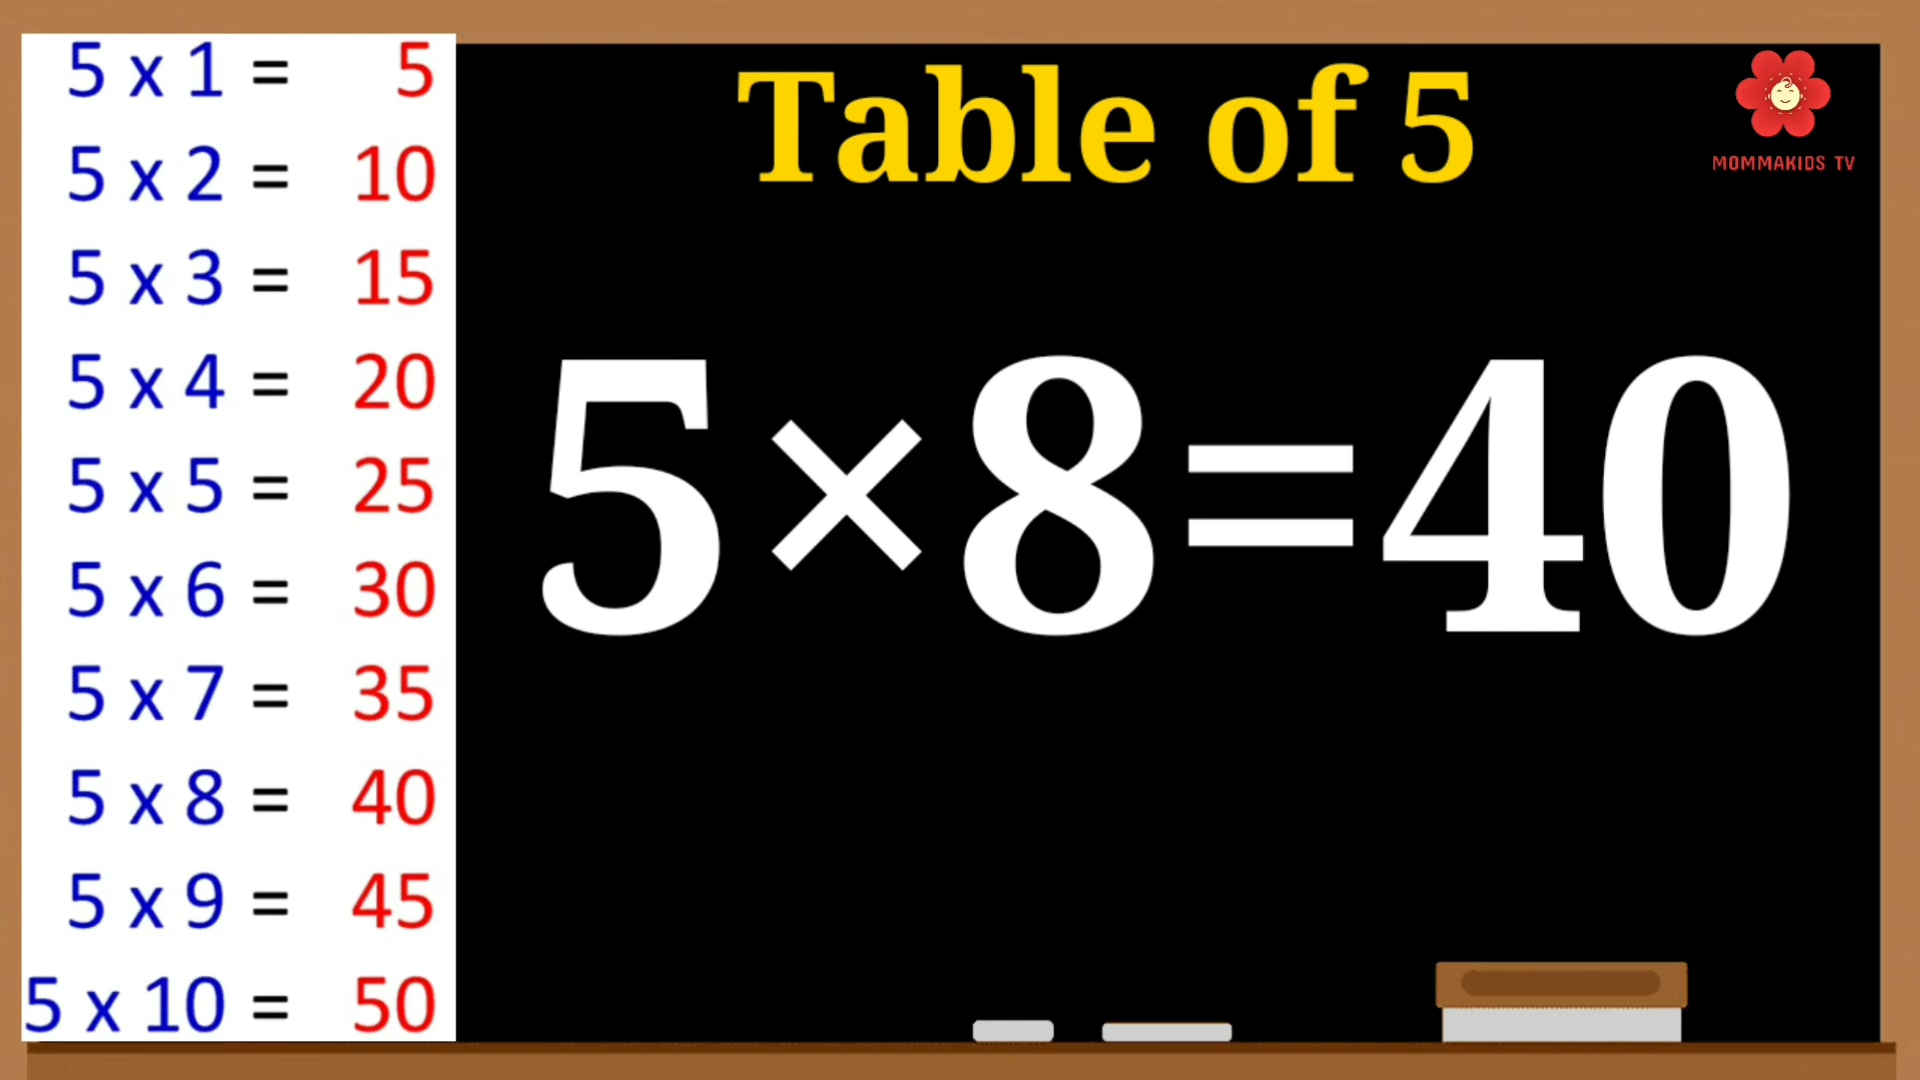 5 x 1 = 5
5 x 2 = 10
5 x 3 = 15
5 x 4 = 20
5 x 5 = 25
5 x 6 = 30
5 x 7 = 35
5 x 8 = 40
5 x 9 = 45
5 x 10 = 50
Table of 5
5×8=40
MOMMAKIDS TV